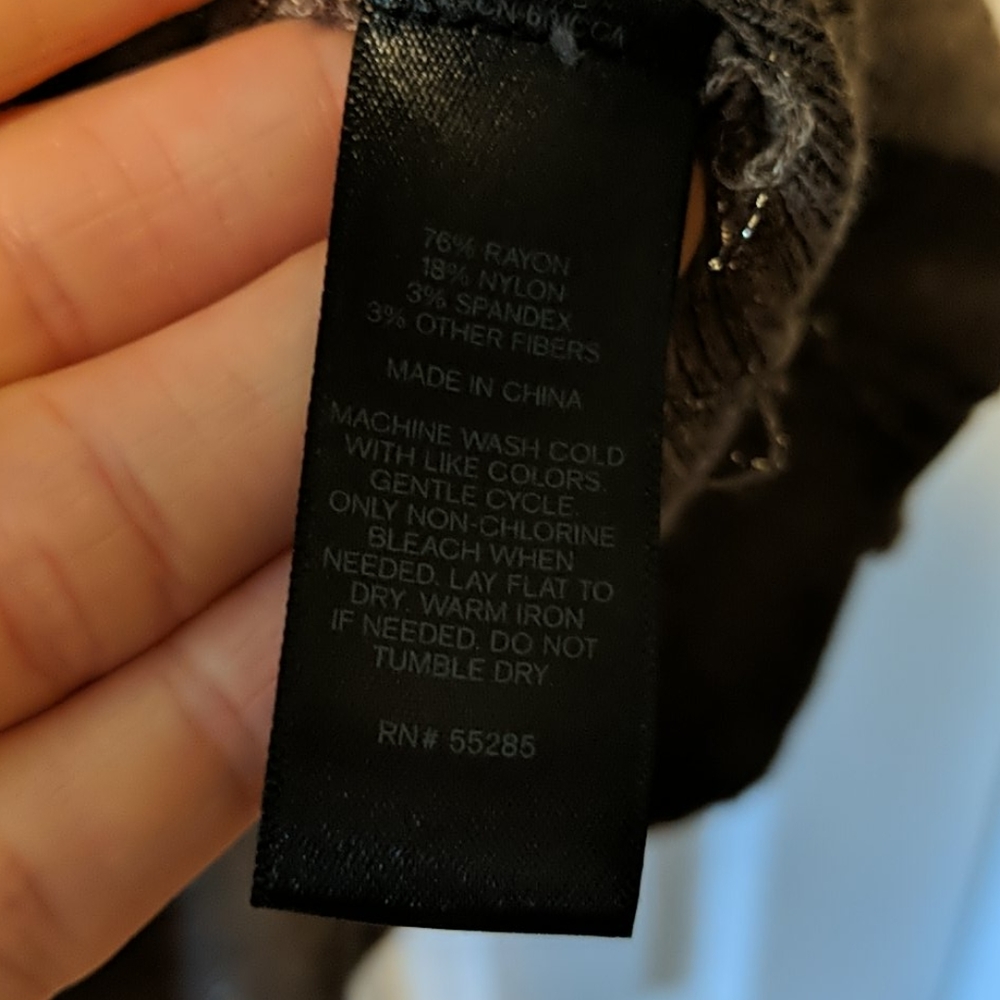 76% RAYON
18% NYLON
3% SPANDEX
3% OTHER FIBERS
MADE IN CHINA
MACHINE WASH COLD
WITH LIKE COLORS.
GENTLE CYCLE.
ONLY NON-CHLORINE
BLEACH WHEN
NEEDED. LAY FLAT TO
DRY. WARM IRON
IF NEEDED. DO NOT
TUMBLE DRY
RN# 55285